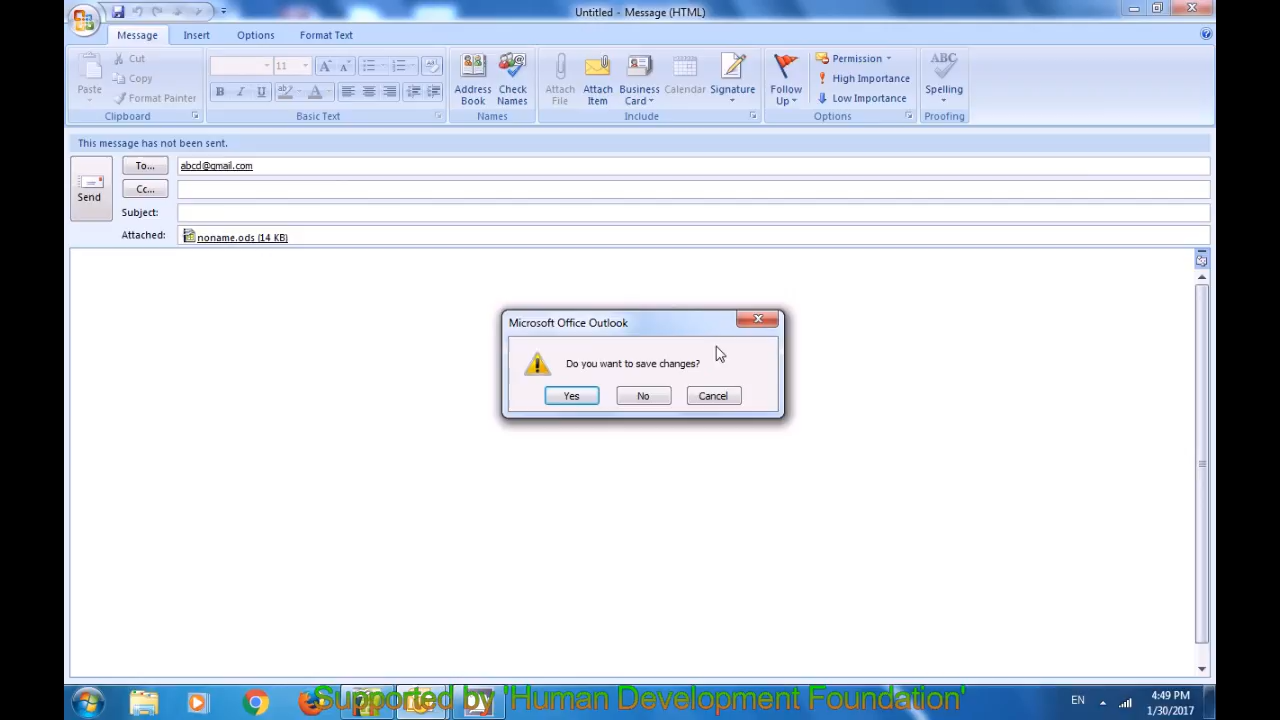 Untitled - Message (HTML)
Message Insert Options Format Text
Paste
Cut
Copy
Format Painter
Clipboard
11
B I U
ab
A
Basic Text
Address Book
Check Names
Names
Attach File
Attach Item
Business Card
Calendar
Signature
Include
Follow Up
Permission
High Importance
Low Importance
Options
ABC
Spelling
Proofing
This message has not been sent.
Send
To... abcd@gmail.com
Cc...
Subject:
Attached: noname.ods (14 KB)
Microsoft Office Outlook
Do you want to save changes?
Yes No Cancel
Supported by 'Human Development Foundation'
EN
4:49 PM
1/30/2017